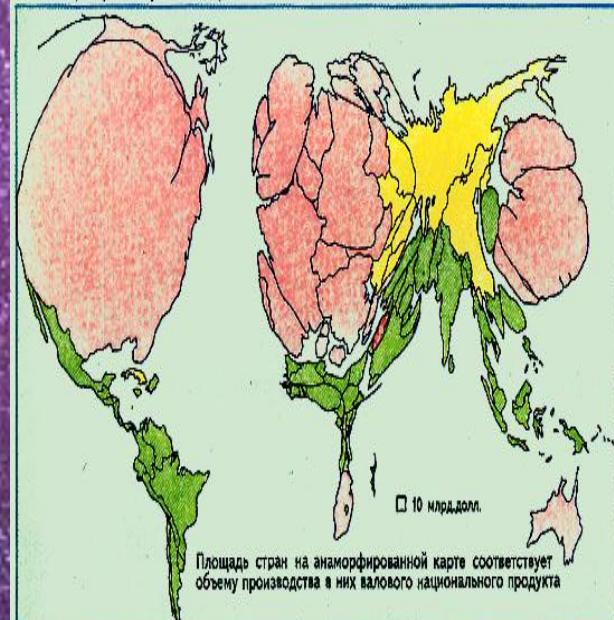 10 млрд.долл.
Площадь стран на анаморфированной карте соответствует
объему производства в них валового национального продукта